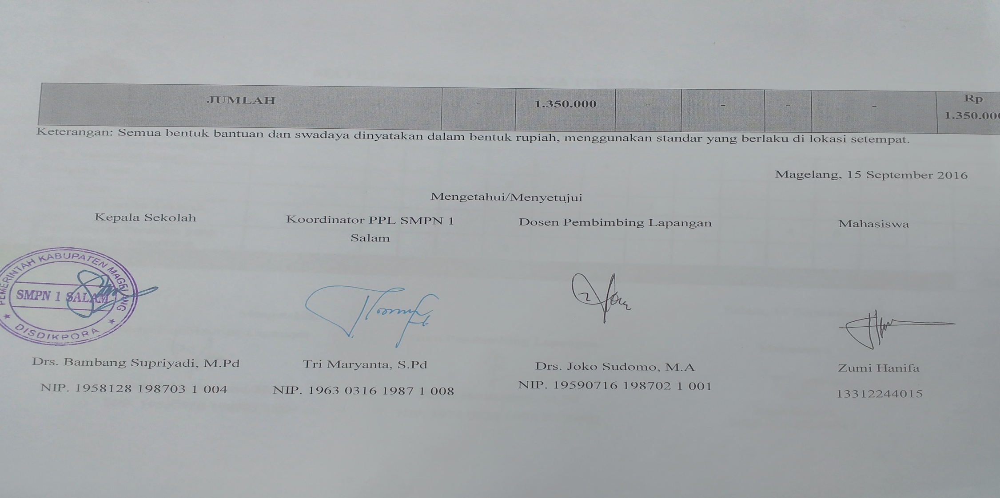 JUMLAH - 1.350.000 - - - - Rp
1.350.00
Keterangan: Semua bentuk bantuan dan swadaya dinyatakan dalam bentuk rupiah, menggunakan standar yang berlaku di lokasi setempat.
Magelang, 15 September 2016
Mengetahui/Menyetujui
Kepala Sekolah
Koordinator PPL SMPN 1
Salam
Dosen Pembimbing Lapangan
Mahasiswa
PEMERINTAH KABUPATEN MAGELANG
SMPN 1 SALAM
DISDIKPORA
Drs. Bambang Supriyadi, M.Pd
NIP. 1958128 198703 1 004
Tri Maryanta, S.Pd
NIP. 1963 0316 1987 1 008
Drs. Joko Sudomo, M.A
NIP. 19590716 198702 1 001
Zumi Hanifa
13312244015